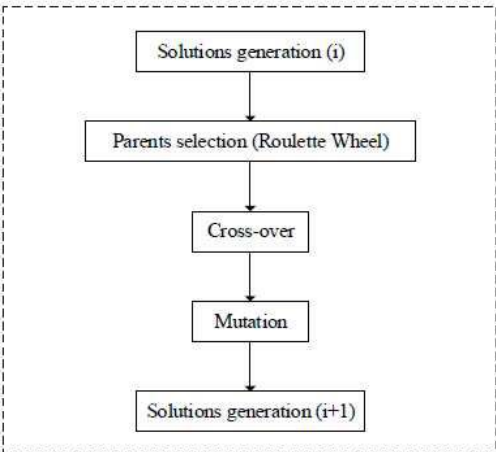 Solutions generation (i)
Parents selection (Roulette Wheel)
Cross-over
Mutation
Solutions generation (i+1)